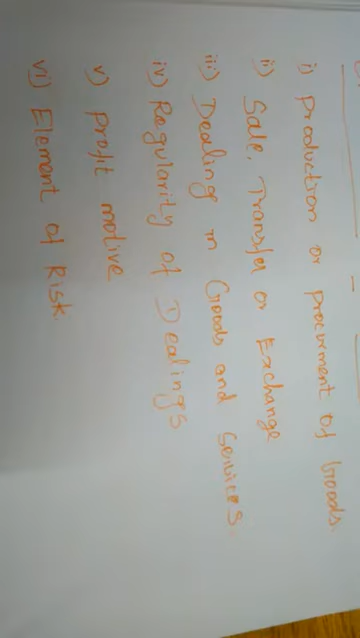 i) Production or Procurment of Goods.
ii) Sale, Transfer or Exchange
iii) Dealing in Goods and Services.
iv) Regularity of Dealings
v) Profit motive
vi) Element of Risk.